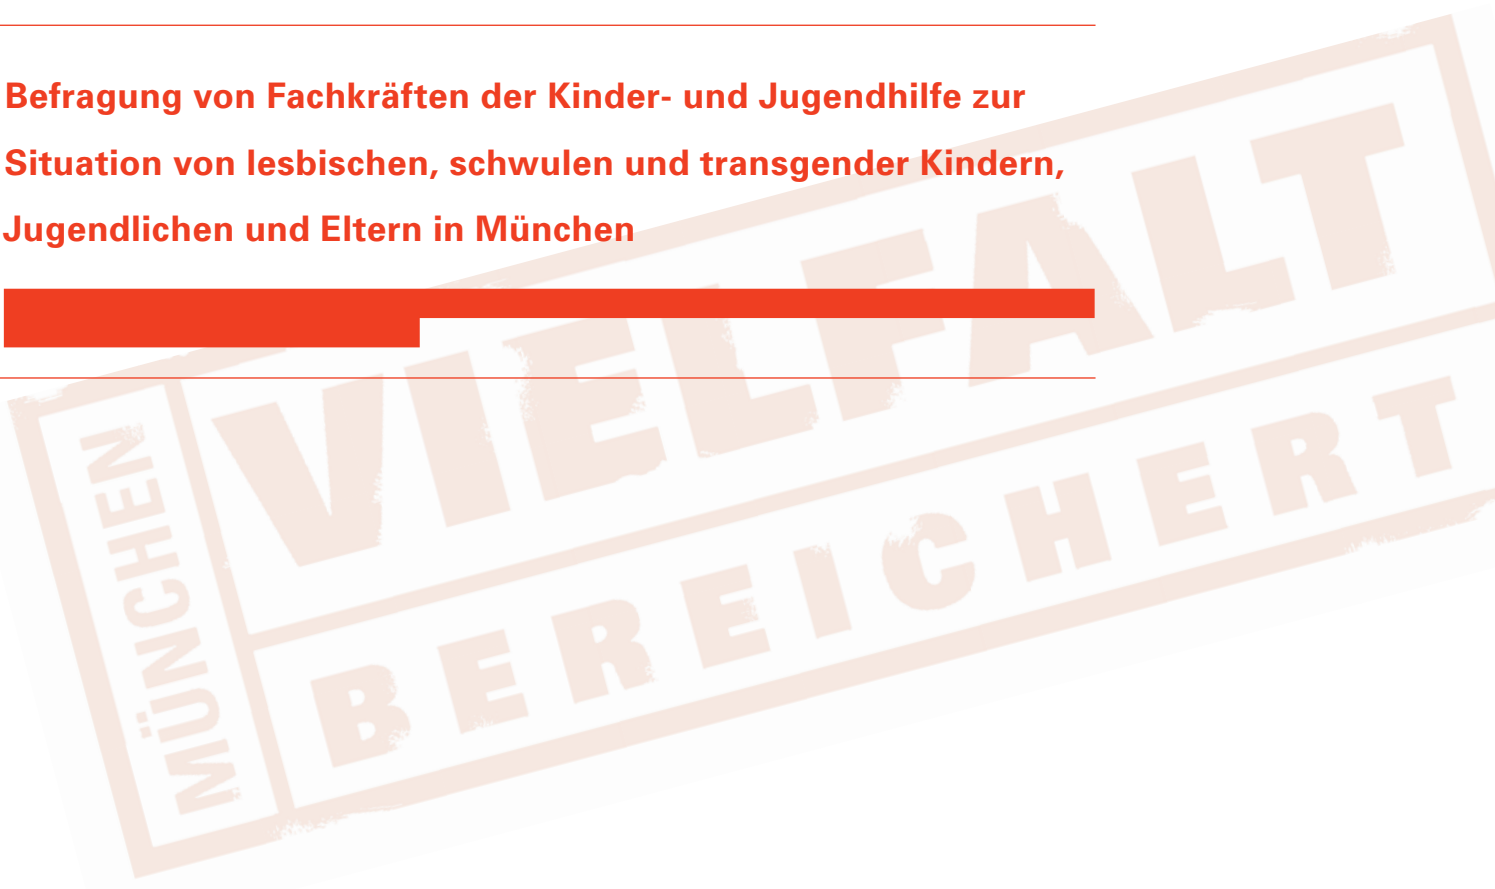 Befragung von Fachkräften der Kinder- und Jugendhilfe zur
Situation von lesbischen, schwulen und transgender Kindern,
Jugendlichen und Eltern in München
MÜNCHEN
VIELFALT
BEREICHERT